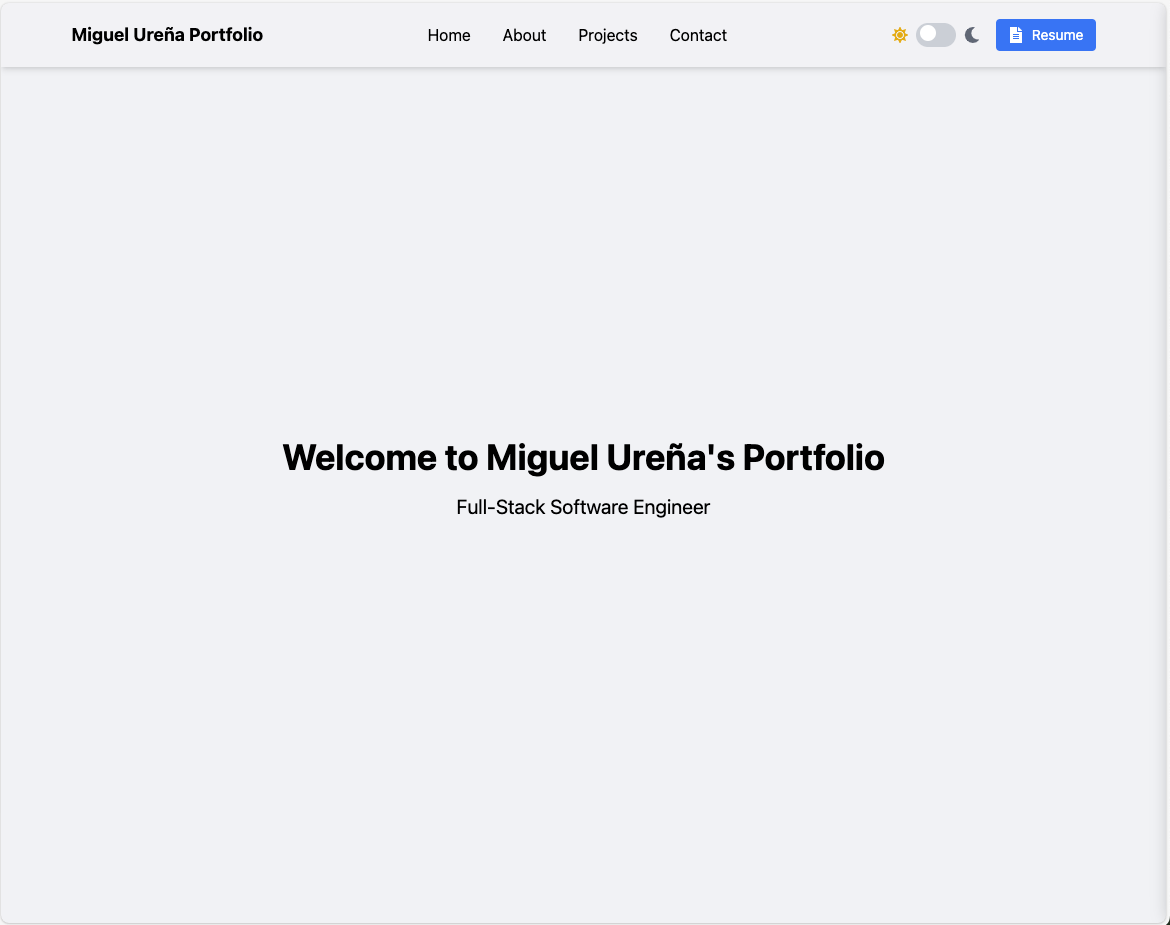 Miguel Ureña Portfolio
Home About Projects Contact
Resume
Welcome to Miguel Ureña's Portfolio
Full-Stack Software Engineer